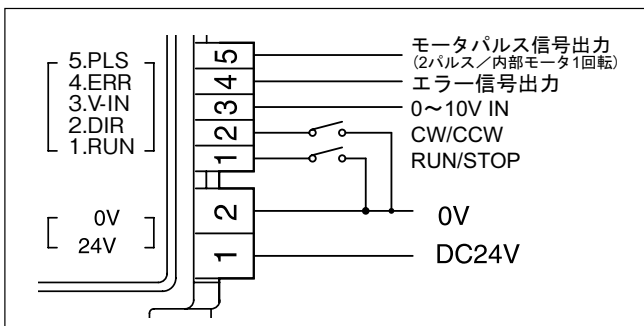 5.PLS
4.ERR
3.V-IN
2.DIR
1.RUN
0V
24V
5
4
3
2
1
2
1
モータパルス信号出力
(2パルス／内部モータ1回転)
エラー信号出力
0～10V IN
CW/CCW
RUN/STOP
0V
DC24V